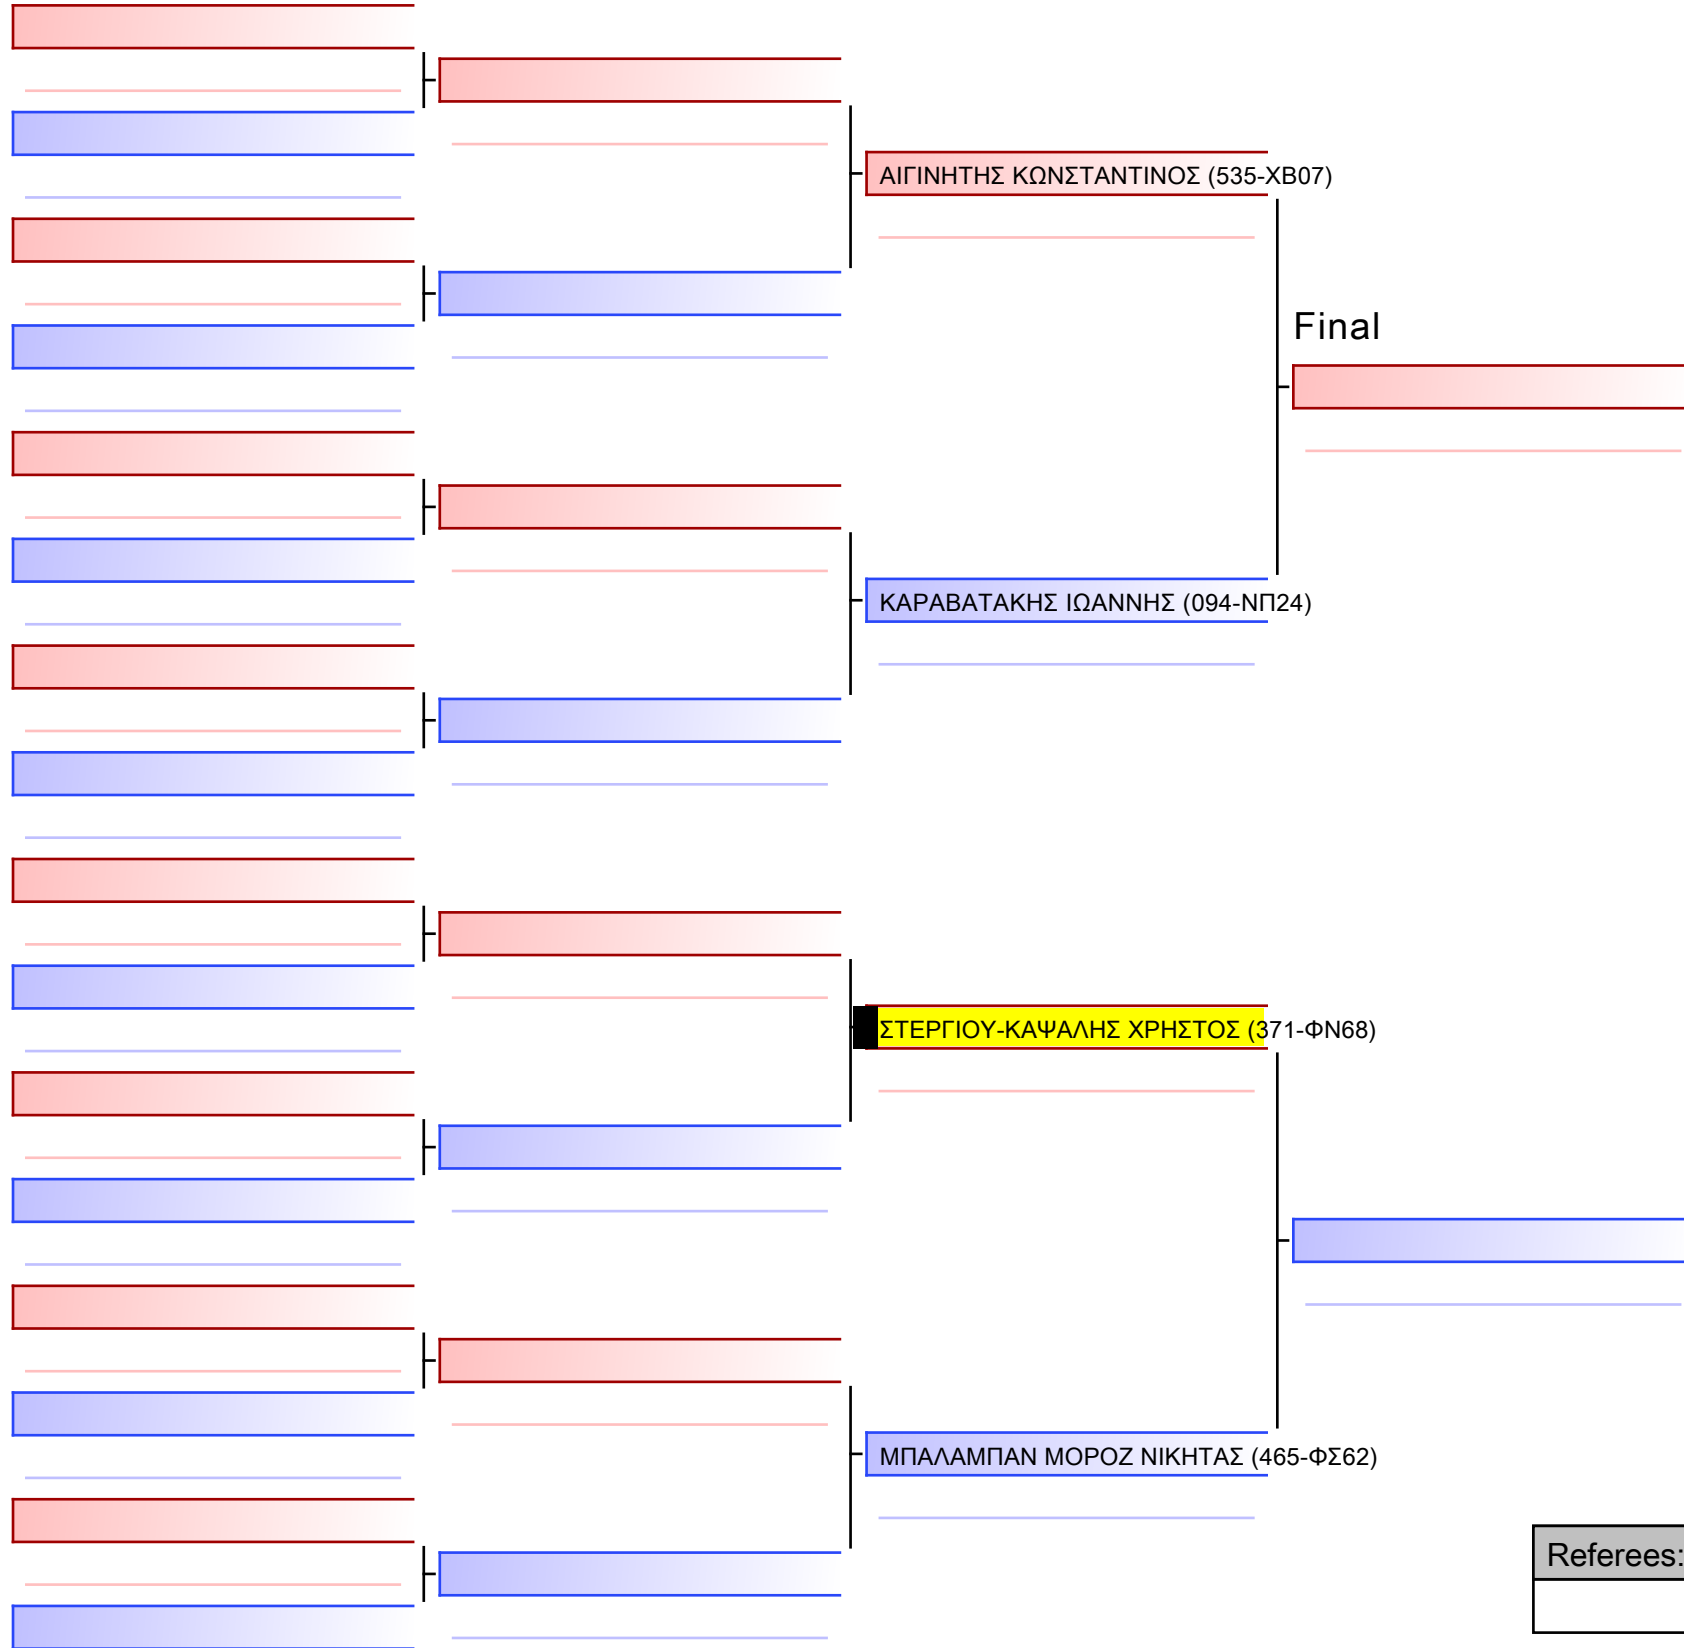 ΑΙΓΙΝΗΤΗΣ ΚΩΝΣΤΑΝΤΙΝΟΣ (535-ΧΒ07)
Final
ΚΑΡΑΒΑΤΑΚΗΣ ΙΩΑΝΝΗΣ (094-ΝΠ24)
ΣΤΕΡΓΙΟΥ-ΚΑΨΑΛΗΣ ΧΡΗΣΤΟΣ (371-ΦΝ68)
ΜΠΑΛΑΜΠΑΝ ΜΟΡΟΖ ΝΙΚΗΤΑΣ (465-ΦΣ62)
Referees: